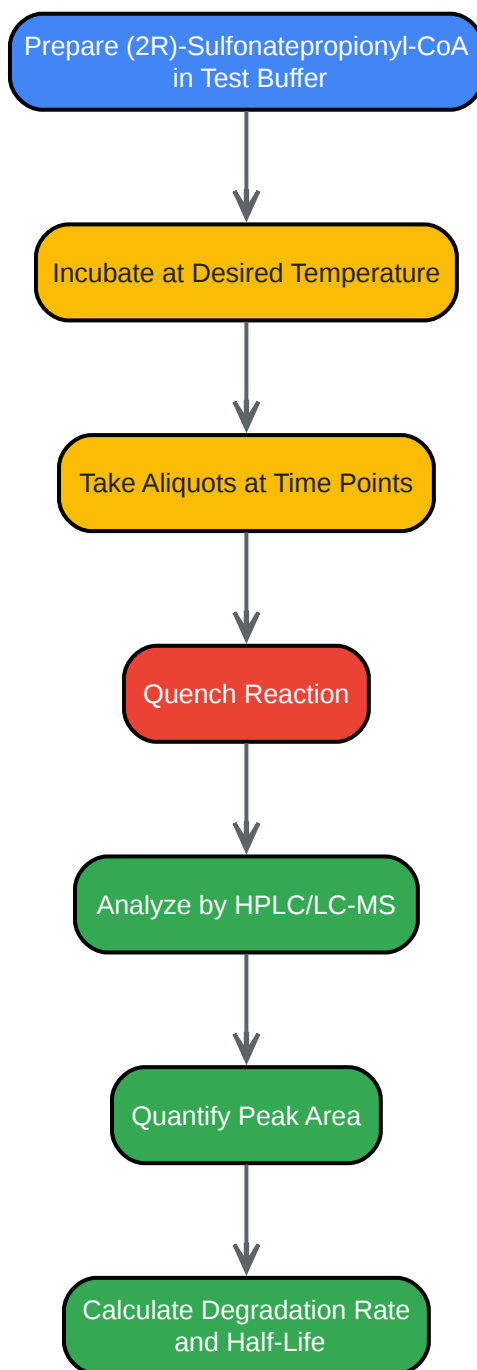 Prepare (2R)-Sulfonatepropionyl-CoA
in Test Buffer
Incubate at Desired Temperature
Take Aliquots at Time Points
Quench Reaction
Analyze by HPLC/LC-MS
Quantify Peak Area
Calculate Degradation Rate
and Half-Life